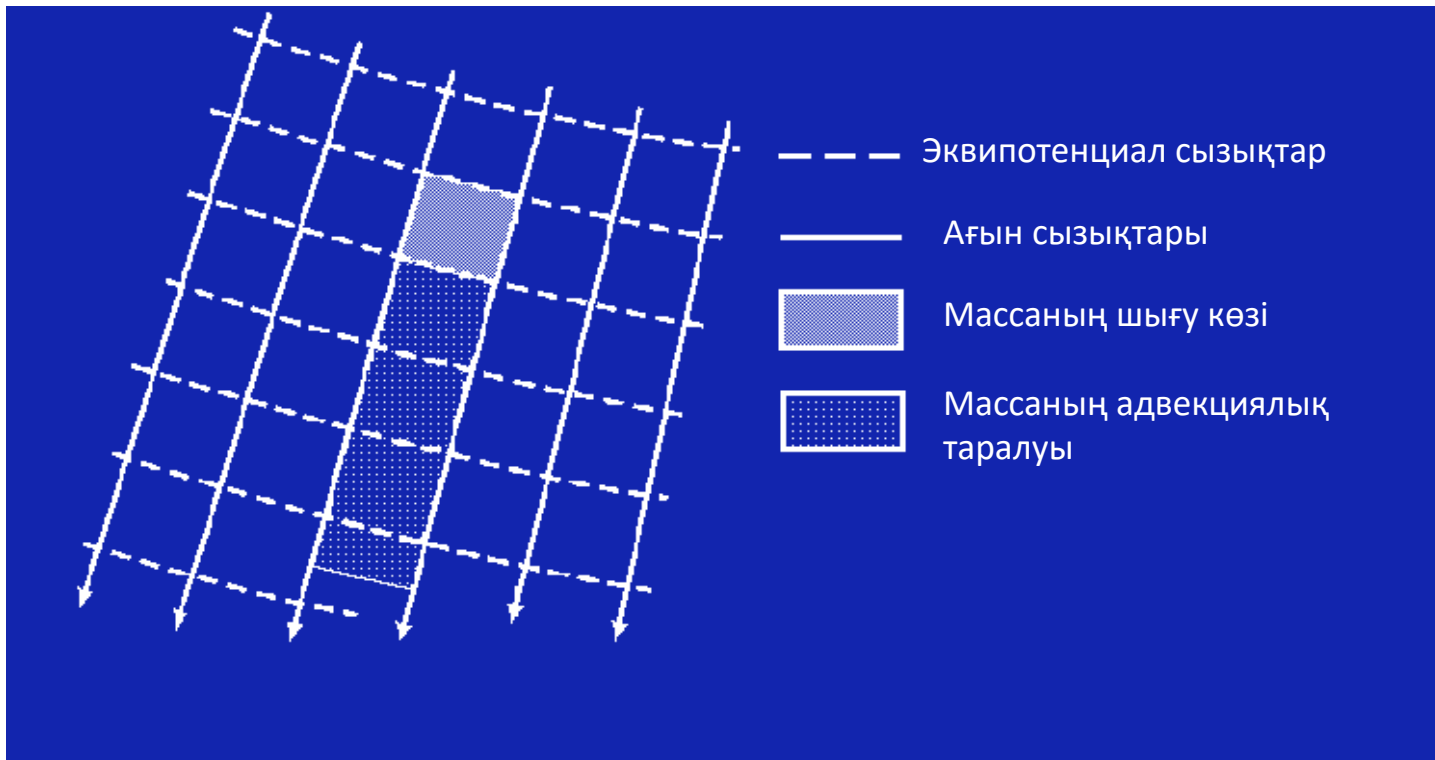 Эквипотенциал сызықтар
Ағын сызықтары
Массаның шығу көзі
Массаның адвекциялық
таралуы